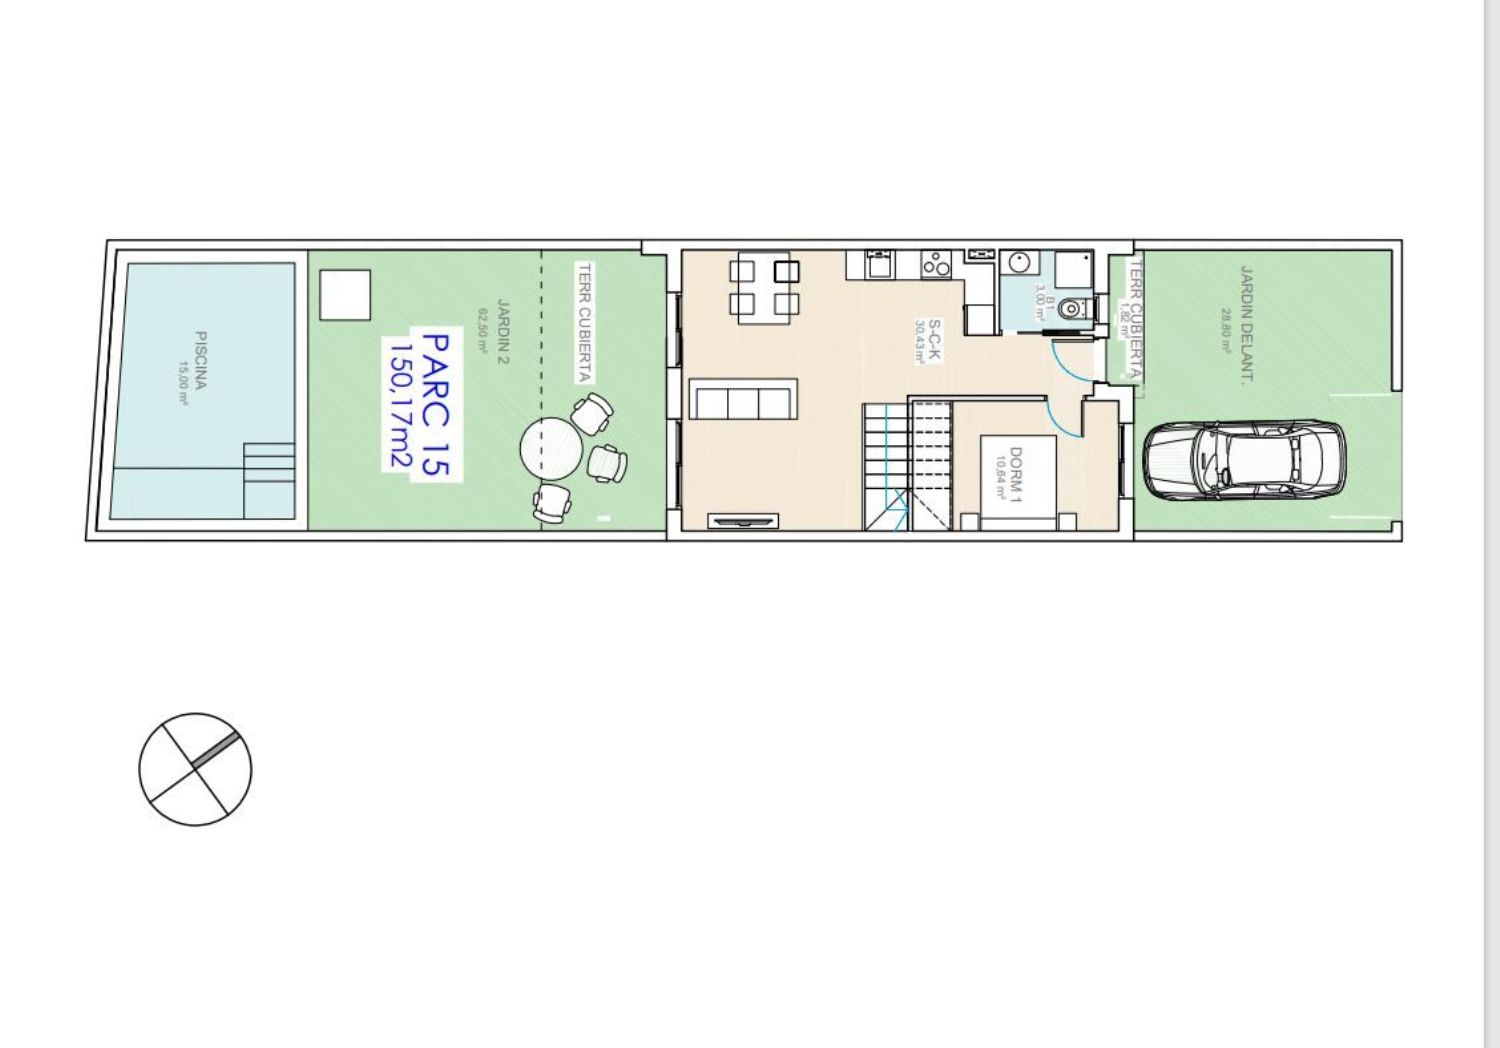 PISCINA
15,00 m²
JARDIN 2
62,50 m²
PARC 15
150,17m2
TERR CUBIERTA
S-C-K
30,43 m²
B1
3,00 m²
DORM 1
10,64 m²
TERR CUBIERTA
1,82 m²
JARDIN DELANT.
28,80 m²